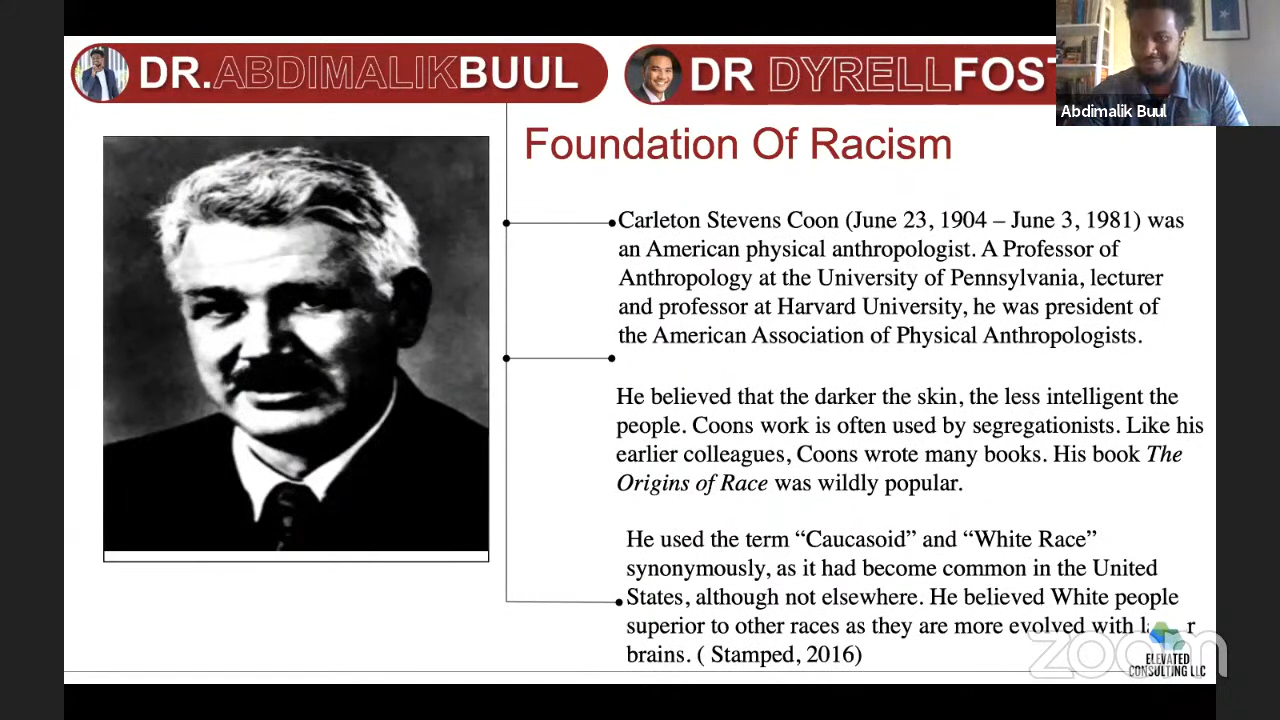 DR.ABDIMALIKBUUL
DR DYRELLFOST
Abdimalik Buul
Foundation Of Racism
Carleton Stevens Coon (June 23, 1904 – June 3, 1981) was
an American physical anthropologist. A Professor of
Anthropology at the University of Pennsylvania, lecturer
and professor at Harvard University, he was president of
the American Association of Physical Anthropologists.
He believed that the darker the skin, the less intelligent the
people. Coons work is often used by segregationists. Like his
earlier colleagues, Coons wrote many books. His book The
Origins of Race was wildly popular.
He used the term “Caucasoid” and “White Race”
synonymously, as it had become common in the United
States, although not elsewhere. He believed White people
superior to other races as they are more evolved with
brains. ( Stamped, 2016)
ELEVATED
CONSULTING LLC
zoom